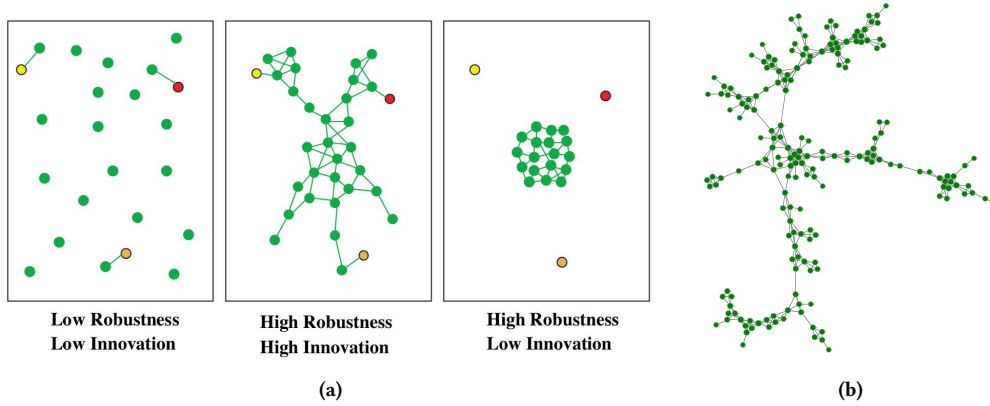 Low Robustness
Low Innovation
High Robustness
High Innovation
High Robustness
Low Innovation
(a)
(b)